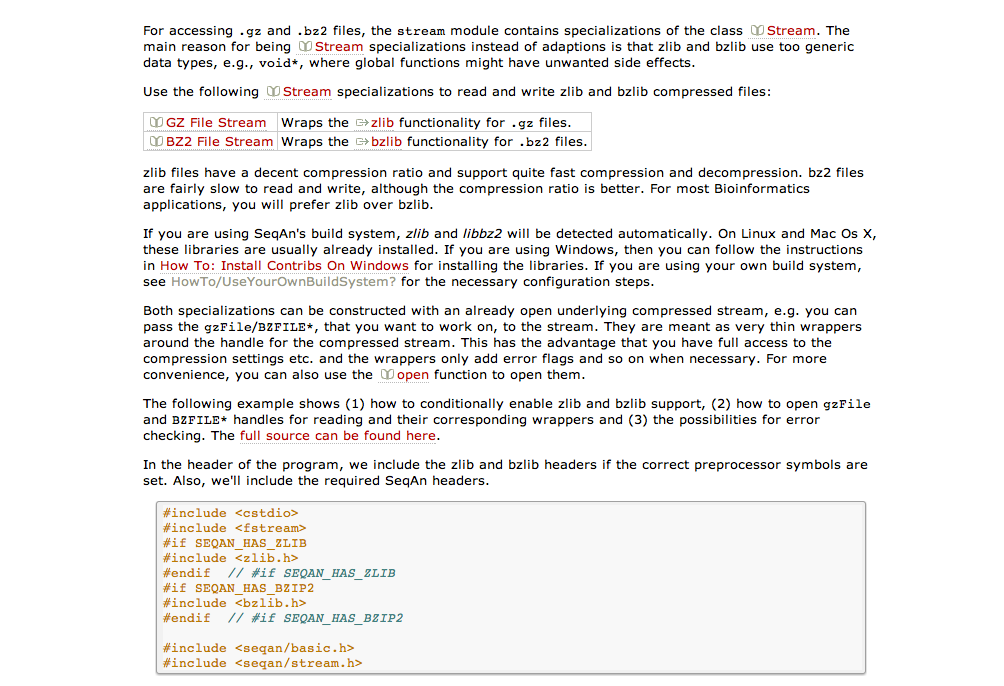 For accessing .gz and .bz2 files, the stream module contains specializations of the class Stream. The
main reason for being Stream specializations instead of adaptions is that zlib and bzlib use too generic
data types, e.g., void*, where global functions might have unwanted side effects.
Use the following Stream specializations to read and write zlib and bzlib compressed files:
GZ File Stream Wraps the zlib functionality for .gz files.
BZ2 File Stream Wraps the bzlib functionality for .bz2 files.
zlib files have a decent compression ratio and support quite fast compression and decompression. bz2 files
are fairly slow to read and write, although the compression ratio is better. For most Bioinformatics
applications, you will prefer zlib over bzlib.
If you are using SeqAn's build system, zlib and libbz2 will be detected automatically. On Linux and Mac Os X,
these libraries are usually already installed. If you are using Windows, then you can follow the instructions
in How To: Install Contribs On Windows for installing the libraries. If you are using your own build system,
see HowTo/UseYourOwnBuildSystem? for the necessary configuration steps.
Both specializations can be constructed with an already open underlying compressed stream, e.g. you can
pass the gzFile/BZFILE*, that you want to work on, to the stream. They are meant as very thin wrappers
around the handle for the compressed stream. This has the advantage that you have full access to the
compression settings etc. and the wrappers only add error flags and so on when necessary. For more
convenience, you can also use the open function to open them.
The following example shows (1) how to conditionally enable zlib and bzlib support, (2) how to open gzFile
and BZFILE* handles for reading and their corresponding wrappers and (3) the possibilities for error
checking. The full source can be found here.
In the header of the program, we include the zlib and bzlib headers if the correct preprocessor symbols are
set. Also, we'll include the required SeqAn headers.
#include <cstdio>
#include <fstream>
#if SEQAN_HAS_ZLIB
#include <zlib.h>
#endif  // #if SEQAN_HAS_ZLIB
#if SEQAN_HAS_BZIP2
#include <bzlib.h>
#endif  // #if SEQAN_HAS_BZIP2
#include <seqan/basic.h>
#include <seqan/stream.h>